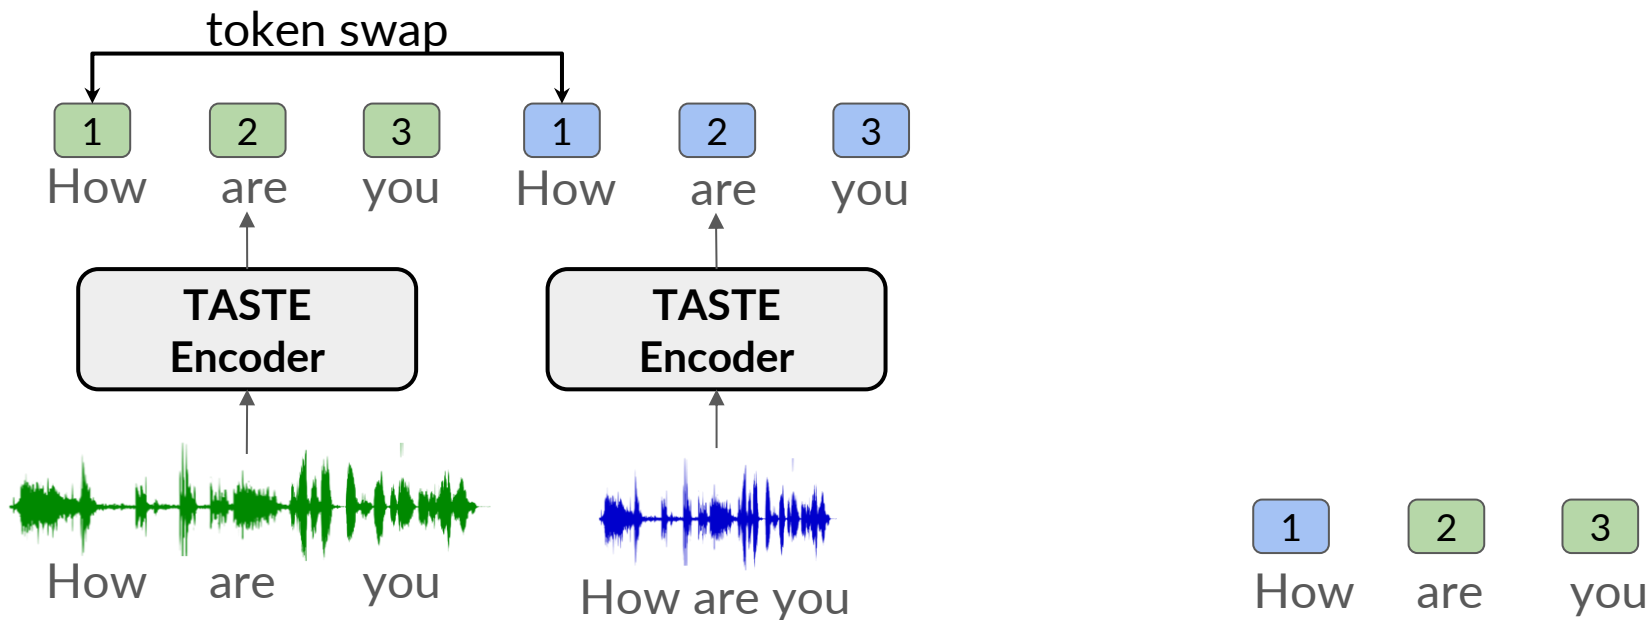 token swap
1 2 3 1 2 3
How are you How are you
TASTE
Encoder
TASTE
Encoder
How are you
How are you
1 2 3
How are you